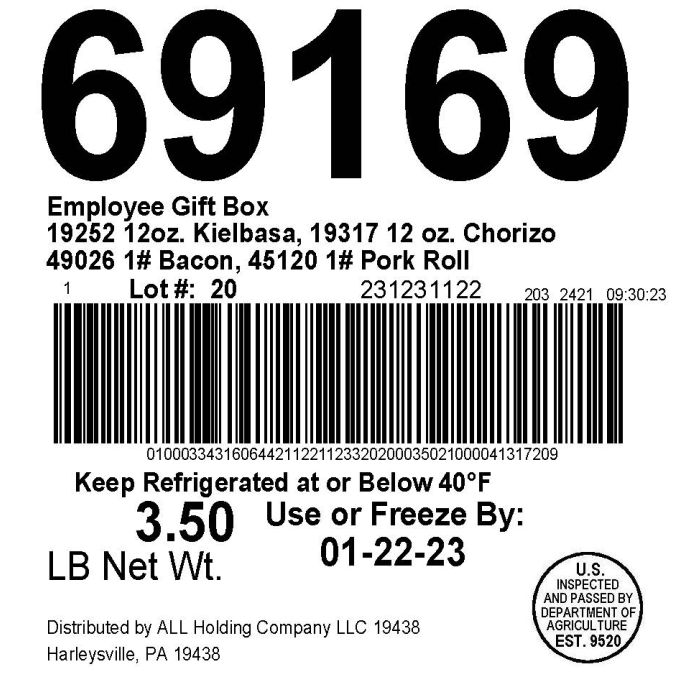 69169
Employee Gift Box
19252 12oz. Kielbasa, 19317 12 oz. Chorizo
49026 1# Bacon, 45120 1# Pork Roll
1 Lot #: 20 231231122 203 2421 09:30:23
01000334316064421122112332020003502100004131​7209
Keep Refrigerated at or Below 40°F
3.50 Use or Freeze By:
LB Net Wt. 01-22-23
U.S.
INSPECTED
AND PASSED BY
DEPARTMENT OF
AGRICULTURE
EST. 9520
Distributed by ALL Holding Company LLC 19438
Harleysville, PA 19438